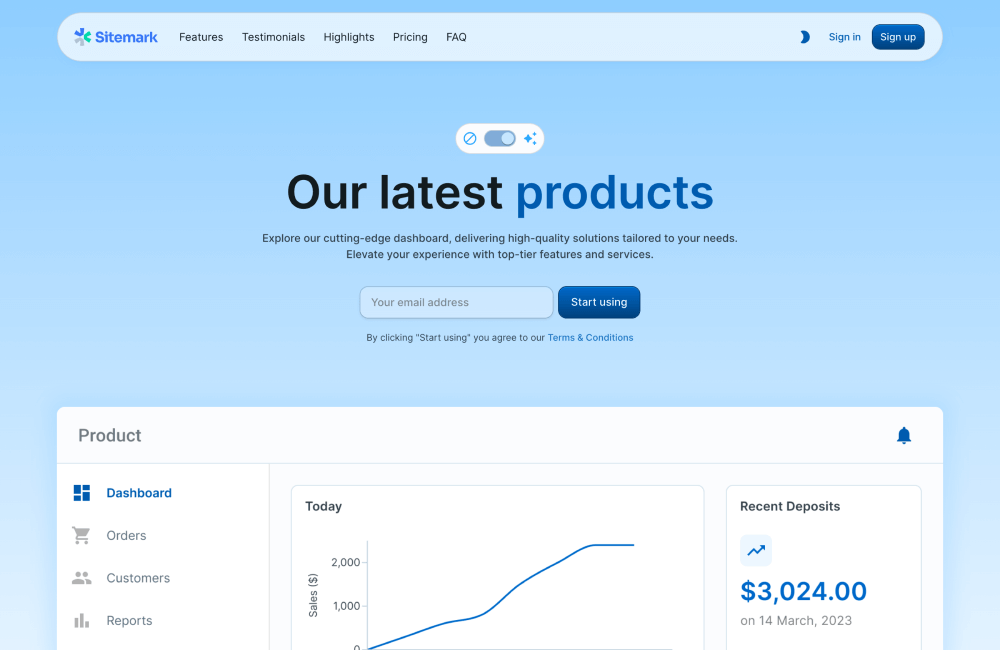 Sitemark Features Testimonials Highlights Pricing FAQ Sign in Sign up
Our latest products
Explore our cutting-edge dashboard, delivering high-quality solutions tailored to your needs.
Elevate your experience with top-tier features and services.
Your email address Start using
By clicking "Start using" you agree to our Terms & Conditions
Product
Dashboard
Orders
Customers
Reports
Today
Sales ($)
2,000
1,000
0
Recent Deposits
$3,024.00
on 14 March, 2023